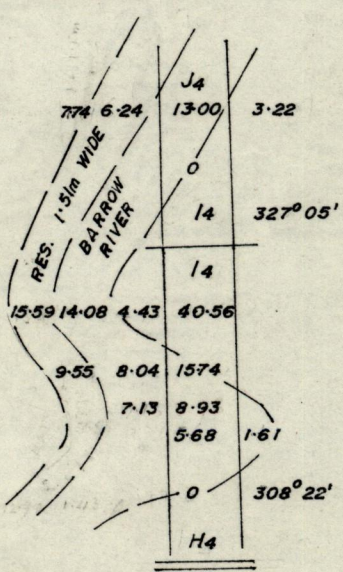 J4
7.74 6.24 13.00 3.22
RES. 1.51m WIDE
BARROW
RIVER
0
14 327° 05'
14
15.59 14.08 4.43 40.56
9.55 8.04 15.74
7.13 8.93
5.68 1.61
0 308° 22'
H4